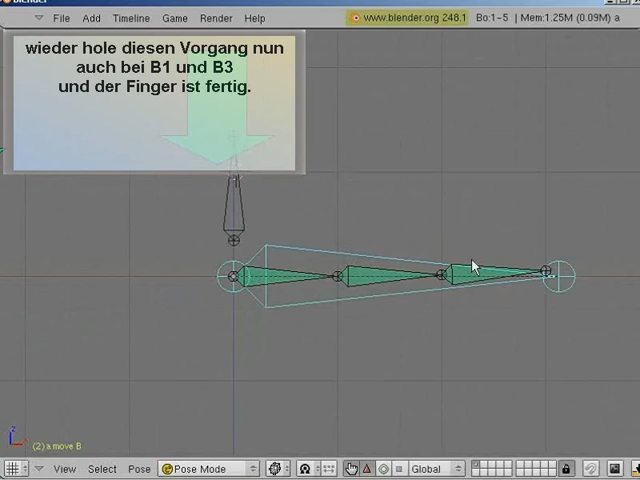 blender
File Add Timeline Game Render Help
www.blender.org 248.1 Bo:1-5 | Mem:1.25M (0.09M) a
wieder hole diesen Vorgang nun
auch bei B1 und B3
und der Finger ist fertig.
(2) a move B
View Select Pose Pose Mode Global